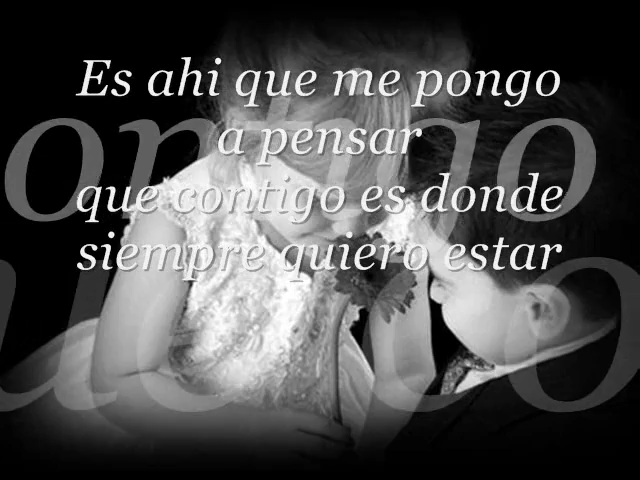 Es ahi que me pongo
a pensar
que contigo es donde
siempre quiero estar